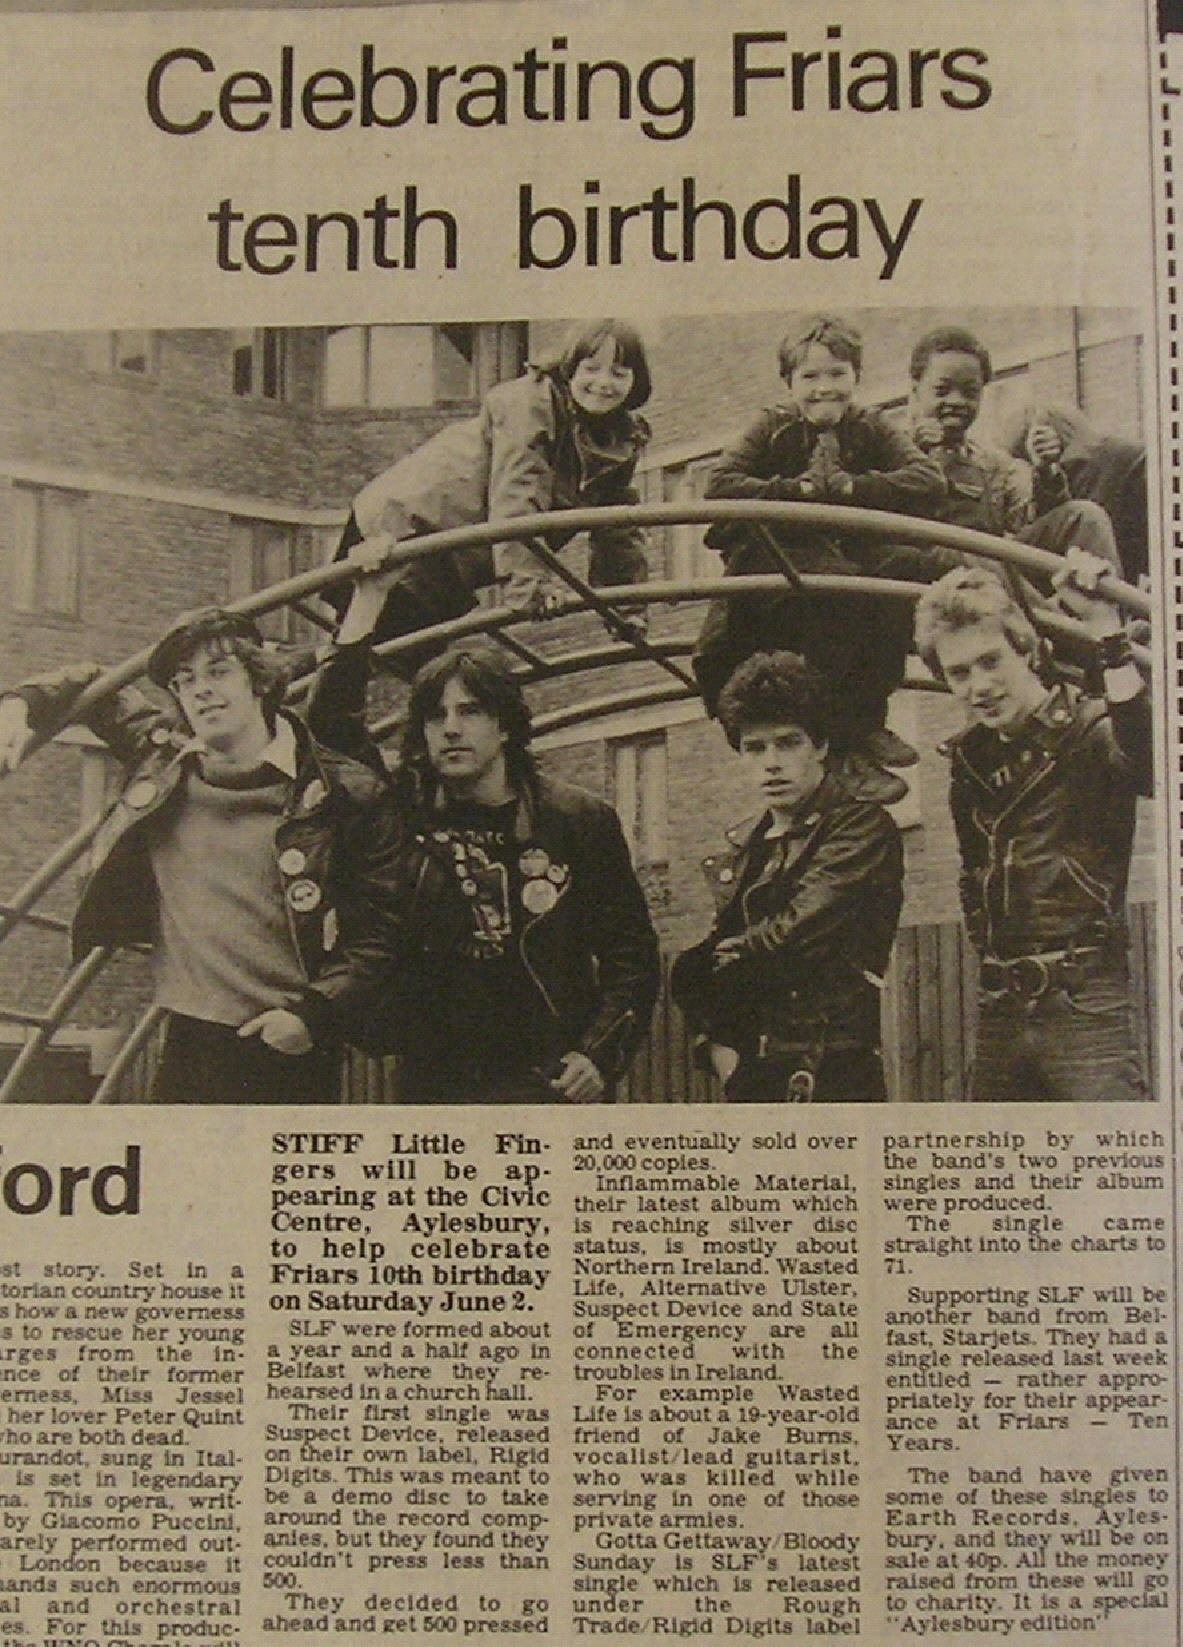 Celebrating Friars
tenth birthday
77
ford
st story. Set in a
torian country house it
s how a new governess
s to rescue her young
arges from the in-
nce of their former
erness, Miss Jessel
her lover Peter Quint
who are both dead.
urandot, sung in Ital-
is set in legendary
na. This opera, writ-
by Giacomo Puccini,
arely performed out-
London because it
ands such enormous
al and orchestral
es. For this produc-
the WNO Chorale will
STIFF Little Fin-
gers will be ap-
pearing at the Civic
Centre, Aylesbury,
to help celebrate
Friars 10th birthday
on Saturday June 2.
SLF were formed about
a year and a half ago in
Belfast where they re-
hearsed in a church hall.
Their first single was
Suspect Device, released
on their own label, Rigid
Digits. This was meant to
be a demo disc to take
around the record comp-
anies, but they found they
couldn't press less than
500.
They decided to go
ahead and get 500 pressed
and eventually sold over
20,000 copies.
Inflammable Material,
their latest album which
is reaching silver disc
status, is mostly about
Northern Ireland. Wasted
Life, Alternative Ulster,
Suspect Device and State
of Emergency are all
connected with the
troubles in Ireland.
For example Wasted
Life is about a 19-year-old
friend of Jake Burns,
vocalist/lead guitarist,
who was killed while
serving in one of those
private armies.
Gotta Gettaway/Bloody
Sunday is SLF's latest
single which is released
under the Rough
Trade/Rigid Digits label
partnership by which
the band's two previous
singles and their album
were produced.
The single came
straight into the charts to
71.
Supporting SLF will be
another band from Bel-
fast, Starjets. They had a
single released last week
entitled — rather appro-
priately for their appear-
ance at Friars — Ten
Years.
The band have given
some of these singles to
Earth Records, Ayles-
bury, and they will be on
sale at 40p. All the money
raised from these will go
to charity. It is a special
"Aylesbury edition"